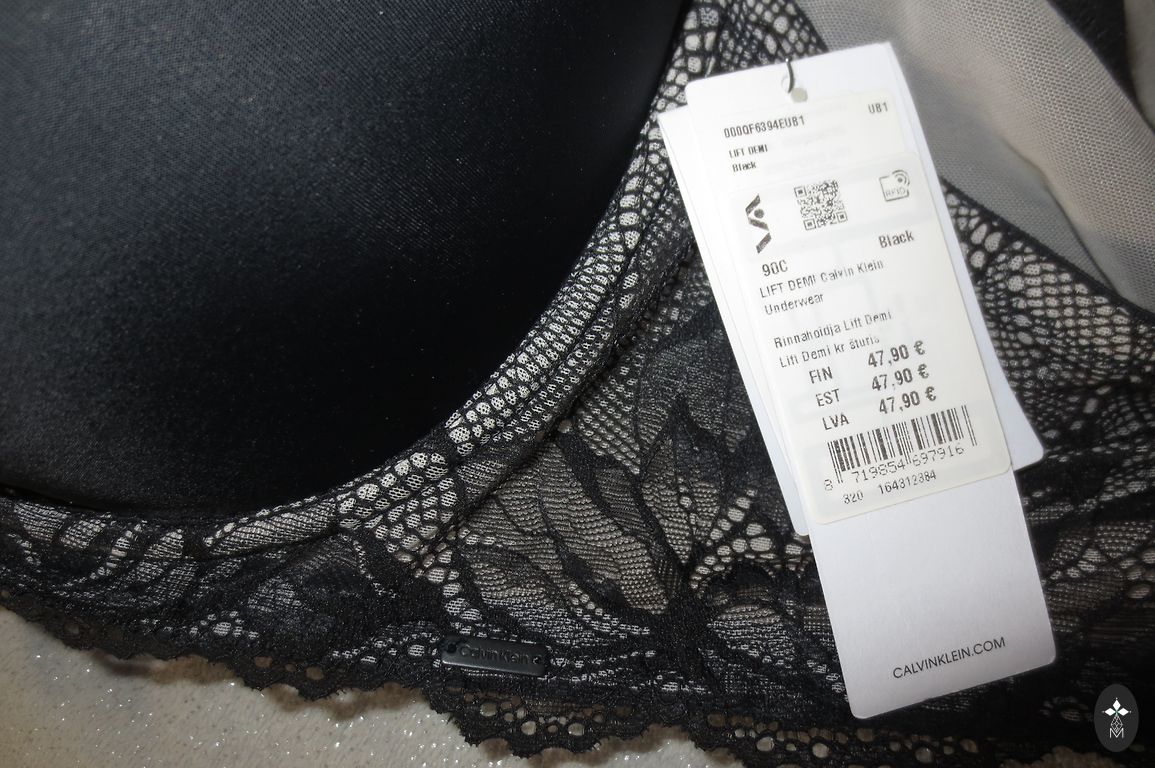 000QF6394EUB1
UB1
LIFT DEMI
Black
RFID
Black
90C
LIFT DEMI Calvin Klein
Underwear
Rinnahoidja Lift Demi
Lift Demi kr šturis
FIN 47,90 €
EST 47,90 €
LVA 47,90 €
8 719854 697916
320 164312384
CALVINKLEIN.COM
Calvin Klein
M